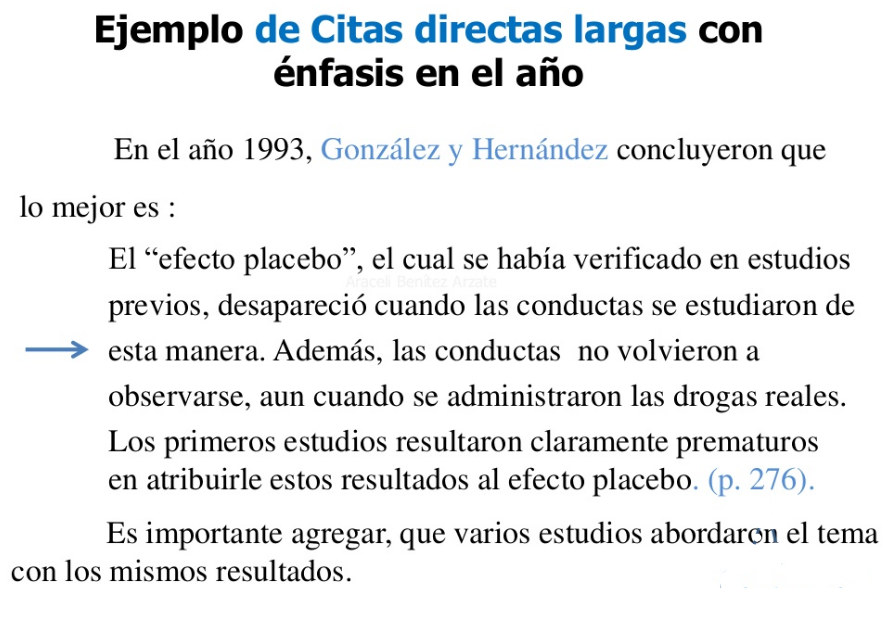 Ejemplo de Citas directas largas con
énfasis en el año
En el año 1993, González y Hernández concluyeron que
lo mejor es :
El “efecto placebo”, el cual se había verificado en estudios
Araceli Benitez Arzate
previos, desapareció cuando las conductas se estudiaron de
esta manera. Además, las conductas no volvieron a
observarse, aun cuando se administraron las drogas reales.
Los primeros estudios resultaron claramente prematuros
en atribuirle estos resultados al efecto placebo. (p. 276).
Es importante agregar, que varios estudios abordaron el tema
con los mismos resultados.